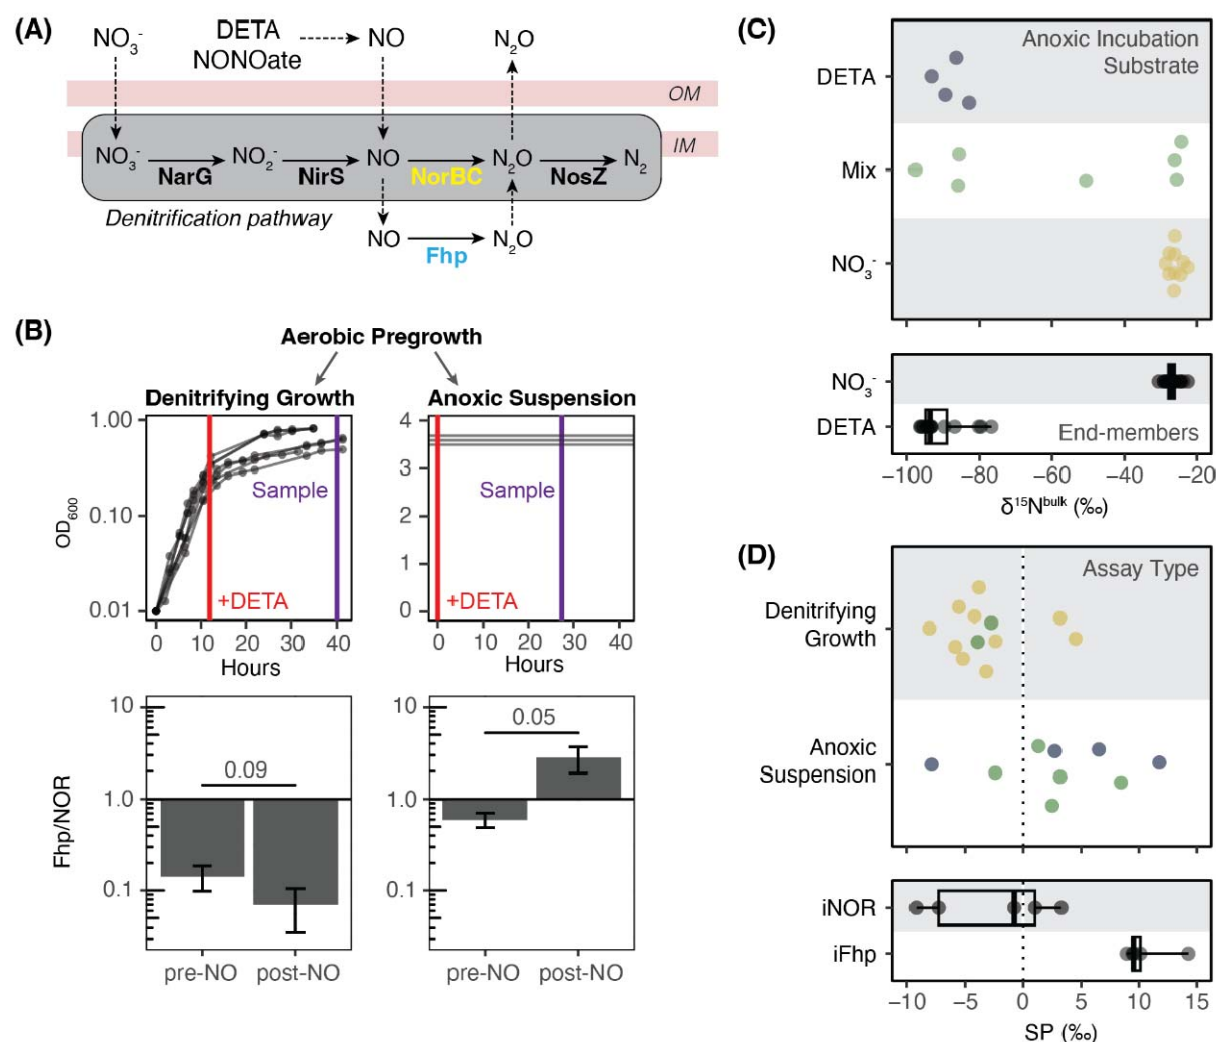 (A)
NO₃⁻
DETA
NONOate
NO
N₂O
OM
IM
NO₃⁻ NO₂⁻ NO N₂O N₂
NarG NirS NorBC NosZ
Denitrification pathway
NO N₂O
Fhp
(B)
Aerobic Pregrowth
Denitrifying Growth
1.00
0.10
0.01
OD₆₀₀
Sample
+DETA
0 10 20 30 40
Hours
Anoxic Suspension
4
3
2
1
0
Sample
+DETA
0 10 20 30 40
Hours
Fhp/NOR
10
1.0
0.1
0.09
pre-NO post-NO
10
1.0
0.1
0.05
pre-NO post-NO
(C)
Anoxic Incubation
Substrate
DETA
Mix
NO₃⁻
NO₃⁻
DETA
End-members
−100 −80 −60 −40 −20
δ¹⁵Nᵇᵘˡᵏ (‰)
(D)
Assay Type
Denitrifying
Growth
Anoxic
Suspension
iNOR
iFhp
−10 −5 0 5 10 15
SP (‰)